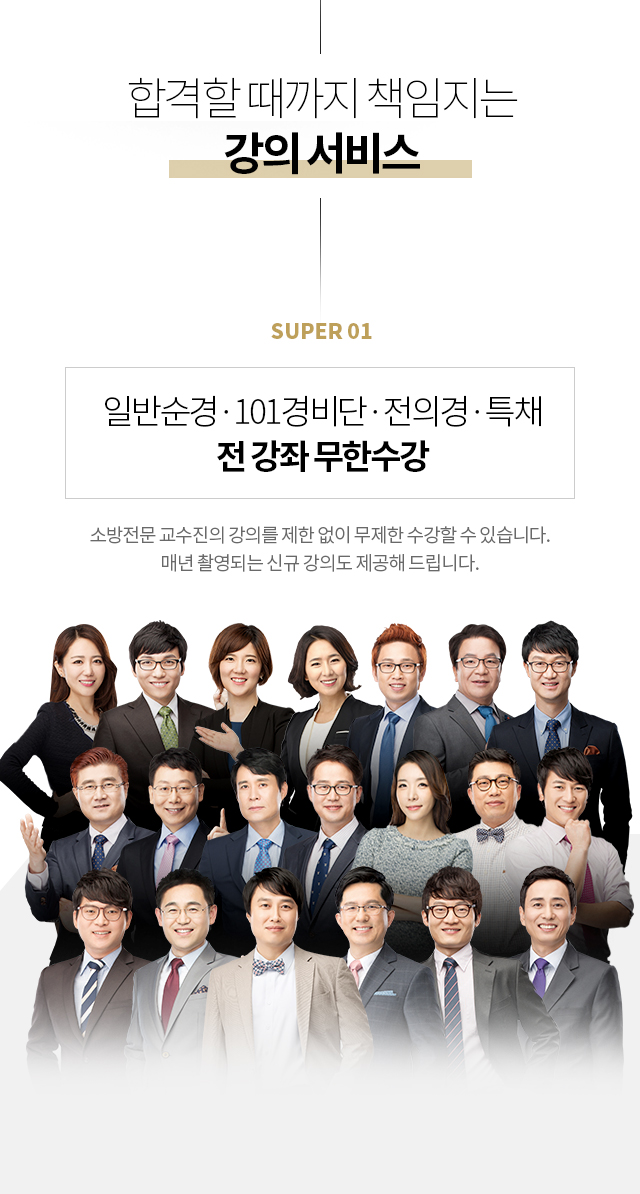 합격할 때까지 책임지는
강의 서비스
SUPER 01
일반순경·101경비단·전의경·특채
전 강좌 무한수강
소방전문 교수진의 강의를 제한 없이 무제한 수강할 수 있습니다.
매년 촬영되는 신규 강의도 제공해 드립니다.